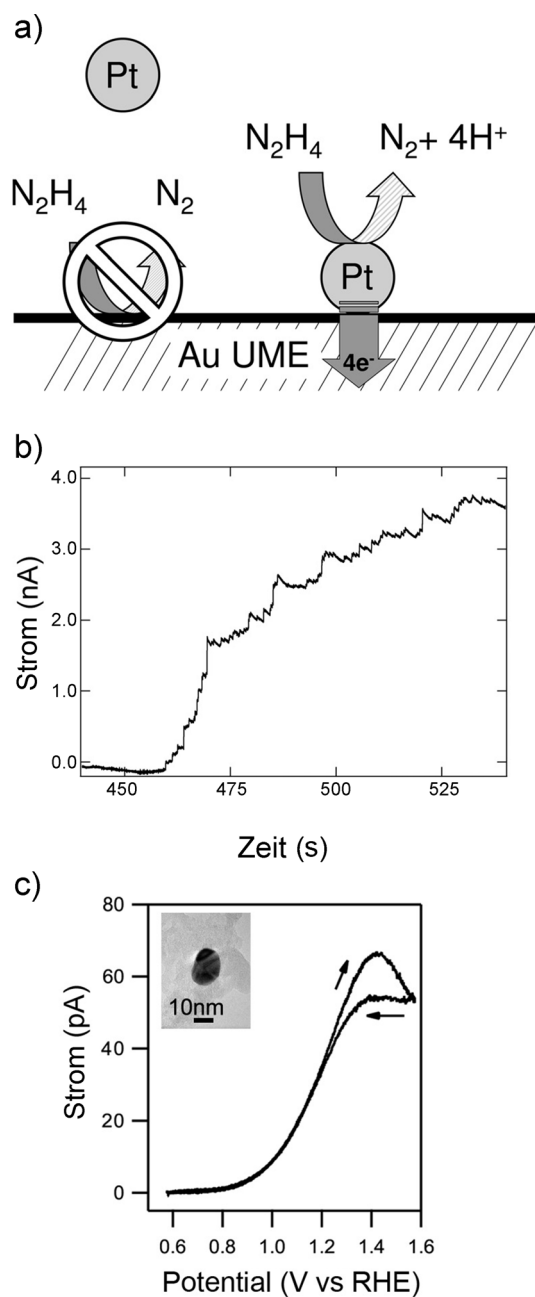 a)
Pt
N₂H₄ N₂+ 4H⁺
N₂H₄ N₂
Pt
Au UME 4e⁻
b)
4.0
3.0
2.0
1.0
0.0
450 475 500 525
Strom (nA)
Zeit (s)
c)
80
60
40
20
0
10nm
0.6 0.8 1.0 1.2 1.4 1.6
Strom (pA)
Potential (V vs RHE)